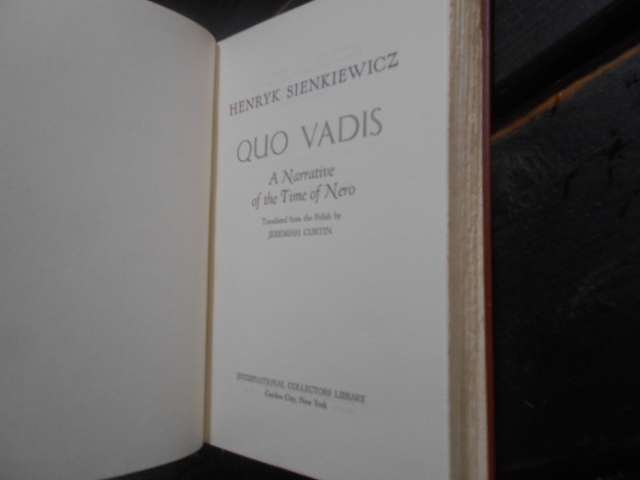 HENRYK SIENKIEWICZ
QUO VADIS
A Narrative
of the Time of Nero
Translated from the Polish by
JEREMIAH CURTIN
INTERNATIONAL COLLECTORS LIBRARY
Garden City, New York